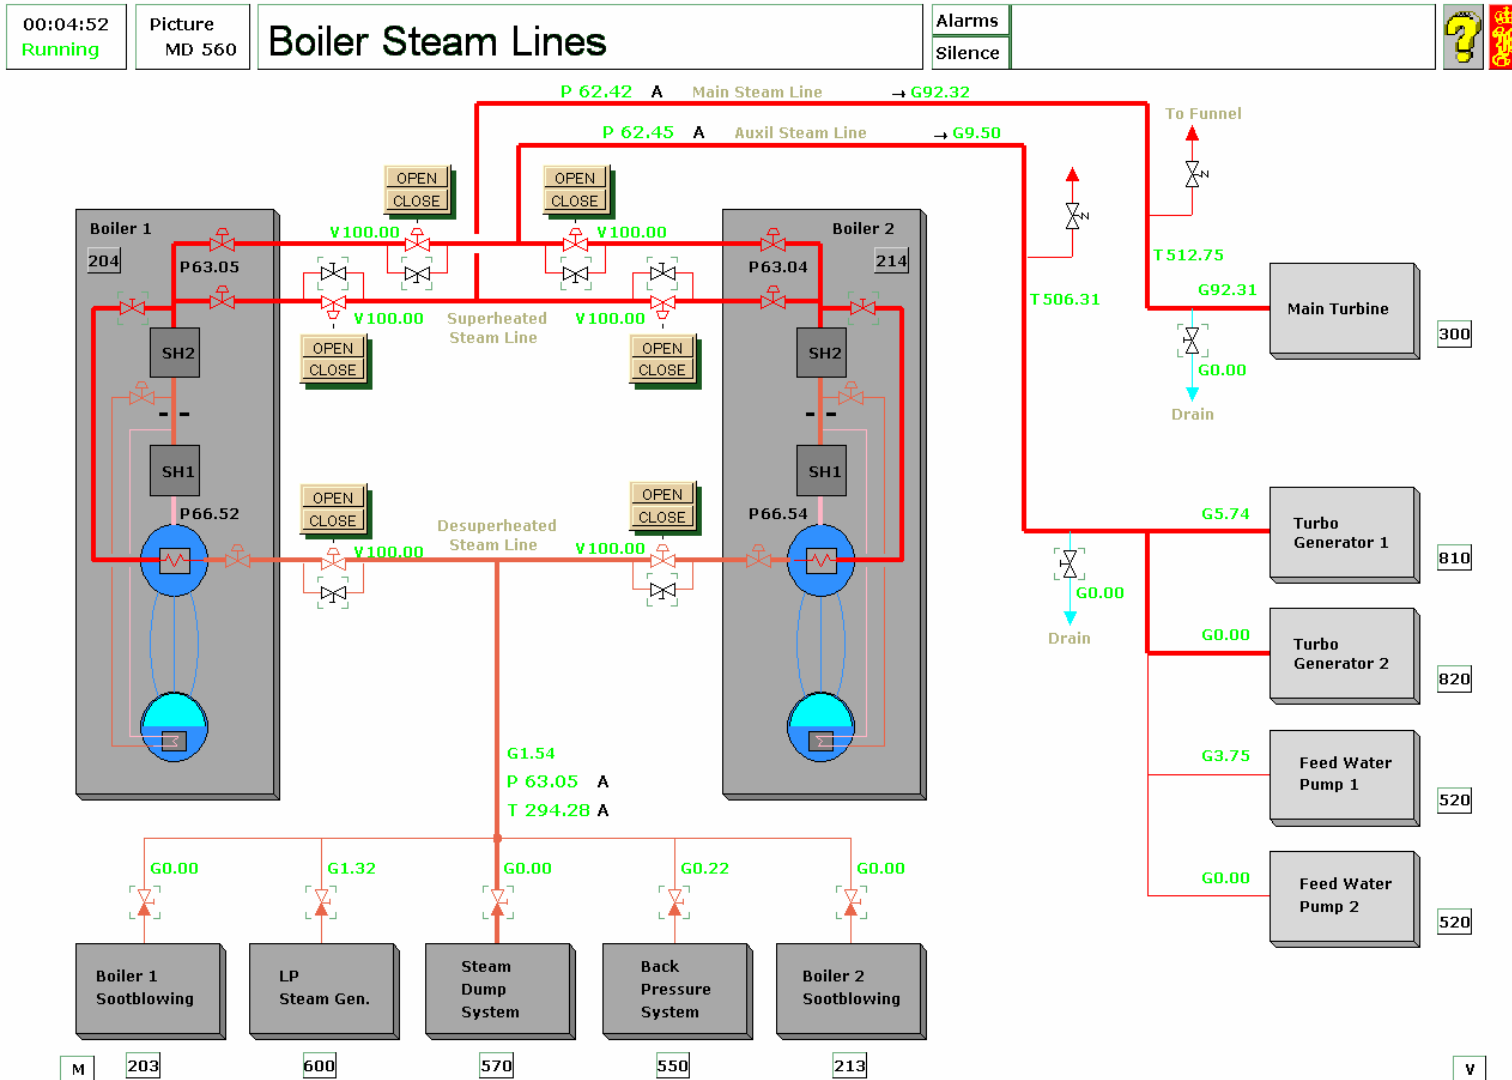 00:04:52
Running
Picture
MD 560
Boiler Steam Lines
Alarms
Silence
P 62.42 A Main Steam Line → G92.32
P 62.45 A Auxil Steam Line → G9.50
To Funnel
OPEN
CLOSE
OPEN
CLOSE
Boiler 1
204
P63.05
V100.00
V100.00
Boiler 2
214
P63.04
T512.75
T506.31
G92.31
Main Turbine
300
G0.00
Drain
V100.00
Superheated
Steam Line
V100.00
OPEN
CLOSE
OPEN
CLOSE
SH2
SH2
SH1
SH1
P66.52
OPEN
CLOSE
OPEN
CLOSE
P66.54
Desuperheated
Steam Line
V100.00
V100.00
G5.74
Turbo
Generator 1
810
G0.00
Drain
G0.00
Turbo
Generator 2
820
G3.75
Feed Water
Pump 1
520
G0.00
Feed Water
Pump 2
520
G1.54
P 63.05 A
T 294.28 A
G0.00
G1.32
G0.00
G0.22
G0.00
Boiler 1
Sootblowing
LP
Steam Gen.
Steam
Dump
System
Back
Pressure
System
Boiler 2
Sootblowing
M
203
600
570
550
213
V